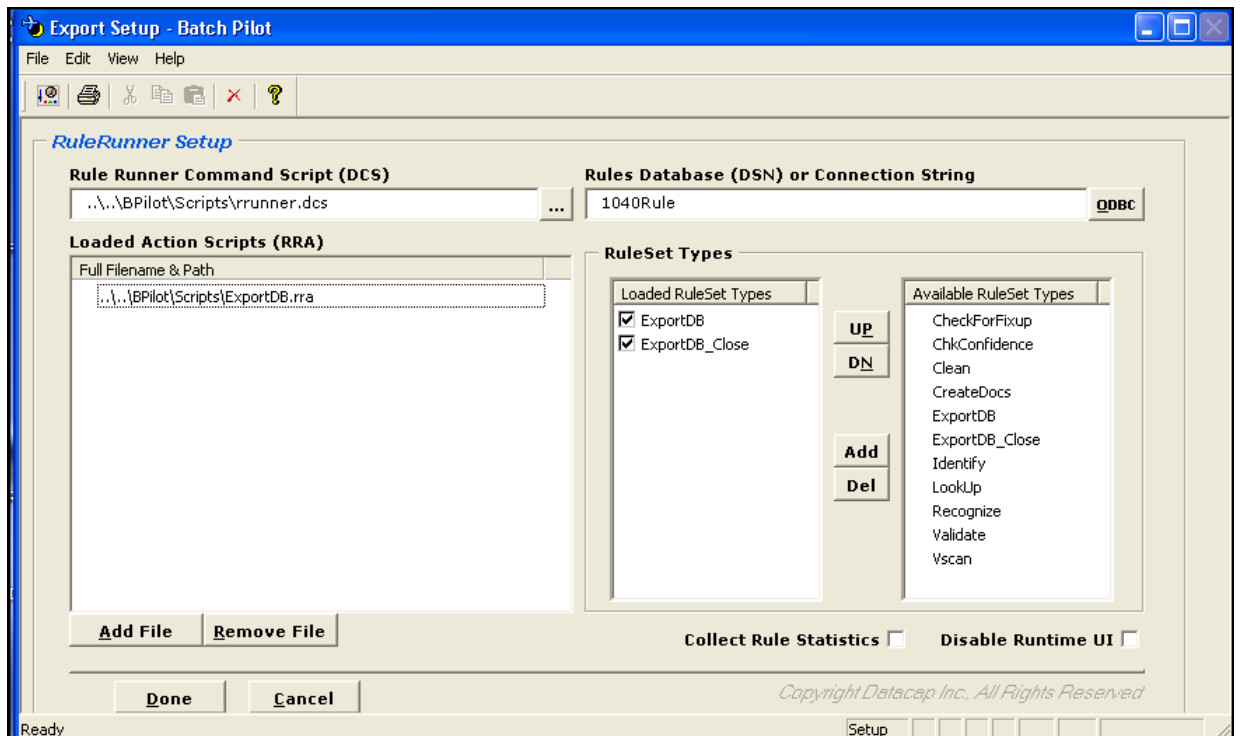 Export Setup - Batch Pilot
File Edit View Help
RuleRunner Setup
Rule Runner Command Script (DCS)
..\..\BPilot\Scripts\rrunner.dcs
...
Rules Database (DSN) or Connection String
1040Rule
ODBC
Loaded Action Scripts (RRA)
Full Filename & Path
..\..\BPilot\Scripts\ExportDB.rra
RuleSet Types
Loaded RuleSet Types
ExportDB
ExportDB_Close
UP
DN
Add
Del
Available RuleSet Types
CheckForFixup
ChkConfidence
Clean
CreateDocs
ExportDB
ExportDB_Close
Identify
LookUp
Recognize
Validate
Vscan
Add File
Remove File
Collect Rule Statistics
Disable Runtime UI
Done
Cancel
Copyright Datacap Inc., All Rights Reserved
Ready
Setup